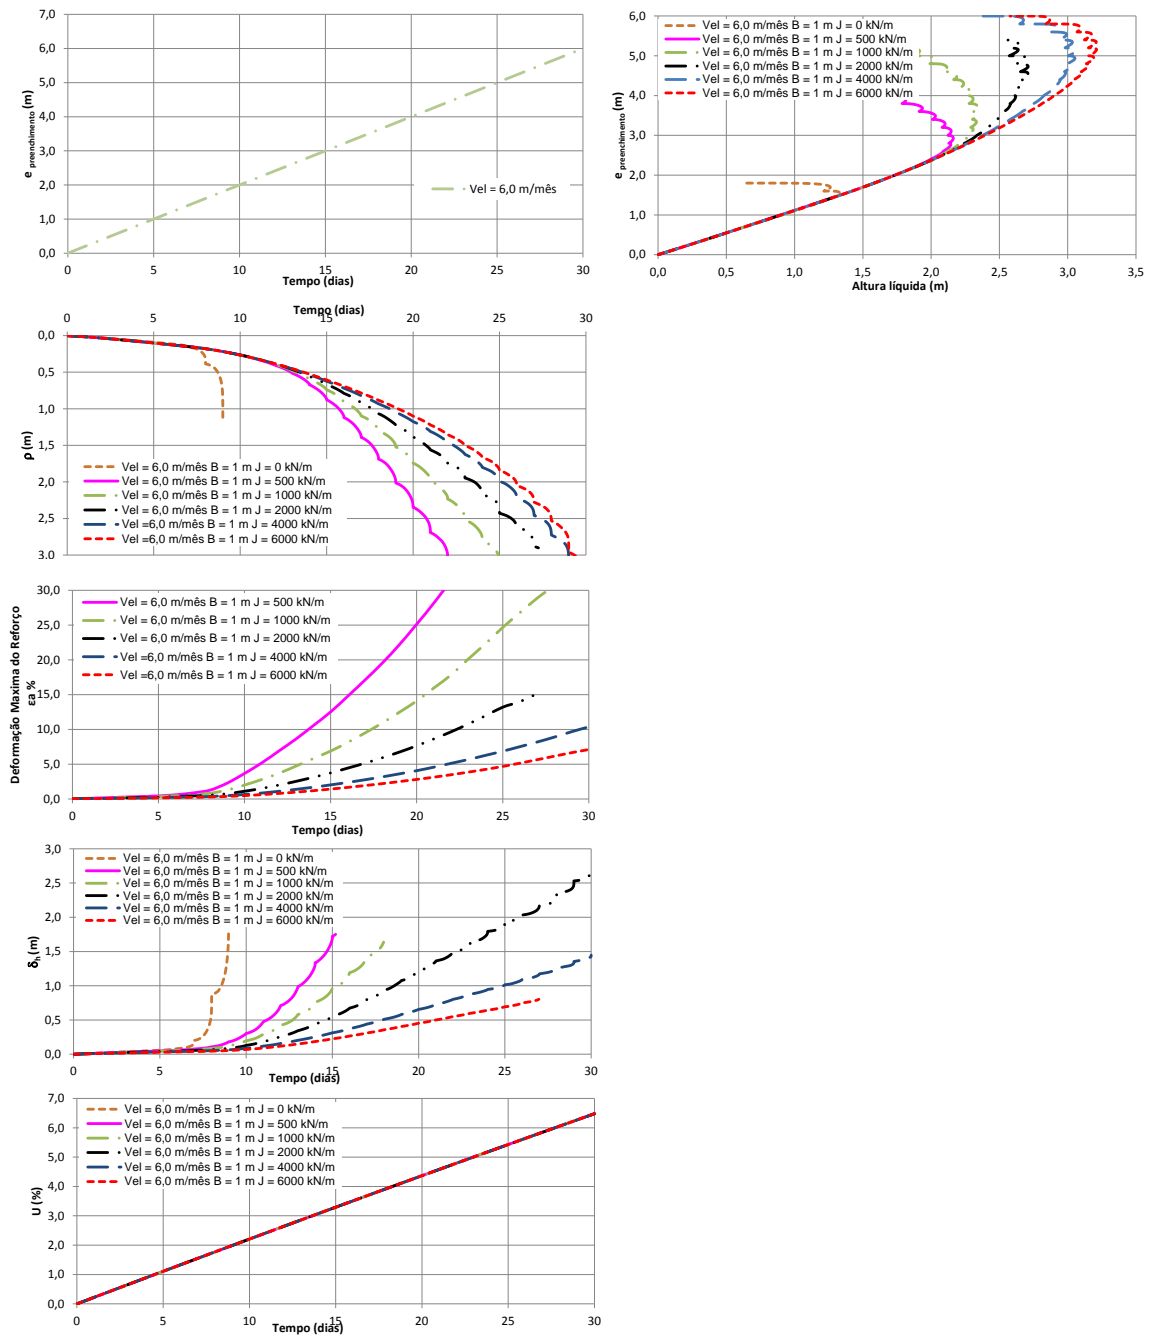 7,0
6,0
5,0
4,0
3,0
2,0
1,0
0,0
e preenchimento (m)
Vel = 6,0 m/mês
0 5 10 15 20 25 30
Tempo (dias)
6,0
5,0
4,0
3,0
2,0
1,0
0,0
e preenchimento (m)
Vel = 6,0 m/mês B = 1 m J = 0 kN/m
Vel = 6,0 m/mês B = 1 m J = 500 kN/m
Vel = 6,0 m/mês B = 1 m J = 1000 kN/m
Vel = 6,0 m/mês B = 1 m J = 2000 kN/m
Vel = 6,0 m/mês B = 1 m J = 4000 kN/m
Vel = 6,0 m/mês B = 1 m J = 6000 kN/m
0,0 0,5 1,0 1,5 2,0 2,5 3,0 3,5
Altura líquida (m)
Tempo (dias)
0 5 10 15 20 25 30
0,0
0,5
1,0
1,5
2,0
2,5
3,0
ρ (m)
Vel = 6,0 m/mês B = 1 m J = 0 kN/m
Vel = 6,0 m/mês B = 1 m J = 500 kN/m
Vel = 6,0 m/mês B = 1 m J = 1000 kN/m
Vel = 6,0 m/mês B = 1 m J = 2000 kN/m
Vel =6,0 m/mês B = 1 m J = 4000 kN/m
Vel =6,0 m/mês B = 1 m J = 6000 kN/m
30,0
25,0
20,0
15,0
10,0
5,0
0,0
Deformação Maxima do Reforço
εa %
Vel = 6,0 m/mês B = 1 m J = 500 kN/m
Vel = 6,0 m/mês B = 1 m J = 1000 kN/m
Vel = 6,0 m/mês B = 1 m J = 2000 kN/m
Vel =6,0 m/mês B = 1 m J = 4000 kN/m
Vel =6,0 m/mês B = 1 m J = 6000 kN/m
0 5 10 15 20 25 30
Tempo (dias)
3,0
2,5
2,0
1,5
1,0
0,5
0,0
δh (m)
Vel = 6,0 m/mês B = 1 m J = 0 kN/m
Vel = 6,0 m/mês B = 1 m J = 500 kN/m
Vel = 6,0 m/mês B = 1 m J = 1000 kN/m
Vel = 6,0 m/mês B = 1 m J = 2000 kN/m
Vel = 6,0 m/mês B = 1 m J = 4000 kN/m
Vel = 6,0 m/mês B = 1 m J = 6000 kN/m
0 5 10 15 20 25 30
Tempo (dias)
7,0
6,0
5,0
4,0
3,0
2,0
1,0
0,0
U (%)
Vel = 6,0 m/mês B = 1 m J = 0 kN/m
Vel = 6,0 m/mês B = 1 m J = 500 kN/m
Vel = 6,0 m/mês B = 1 m J = 1000 kN/m
Vel = 6,0 m/mês B = 1 m J = 2000 kN/m
Vel = 6,0 m/mês B = 1 m J = 4000 kN/m
Vel = 6,0 m/mês B = 1 m J = 6000 kN/m
0 5 10 15 20 25 30
Tempo (dias)